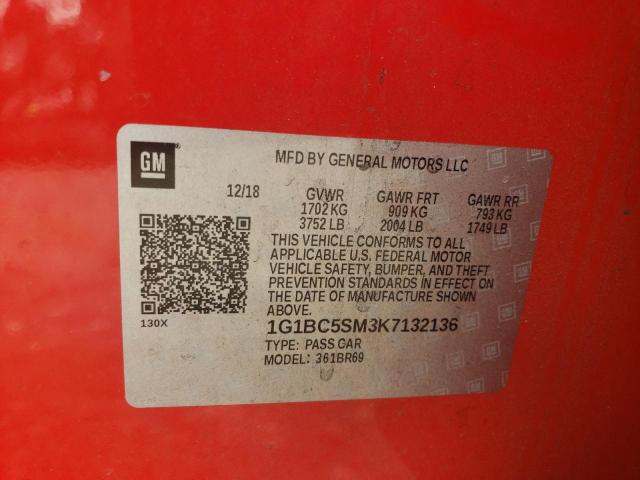 GM
MFD BY GENERAL MOTORS LLC
12/18 GVWR GAWR FRT GAWR RR
1702 KG 909 KG 793 KG
3752 LB 2004 LB 1749 LB
THIS VEHICLE CONFORMS TO ALL
APPLICABLE U.S. FEDERAL MOTOR
VEHICLE SAFETY, BUMPER, AND THEFT
PREVENTION STANDARDS IN EFFECT ON
THE DATE OF MANUFACTURE SHOWN
ABOVE.
130X
1G1BC5SM3K7132136
TYPE: PASS CAR
MODEL: 361BR69